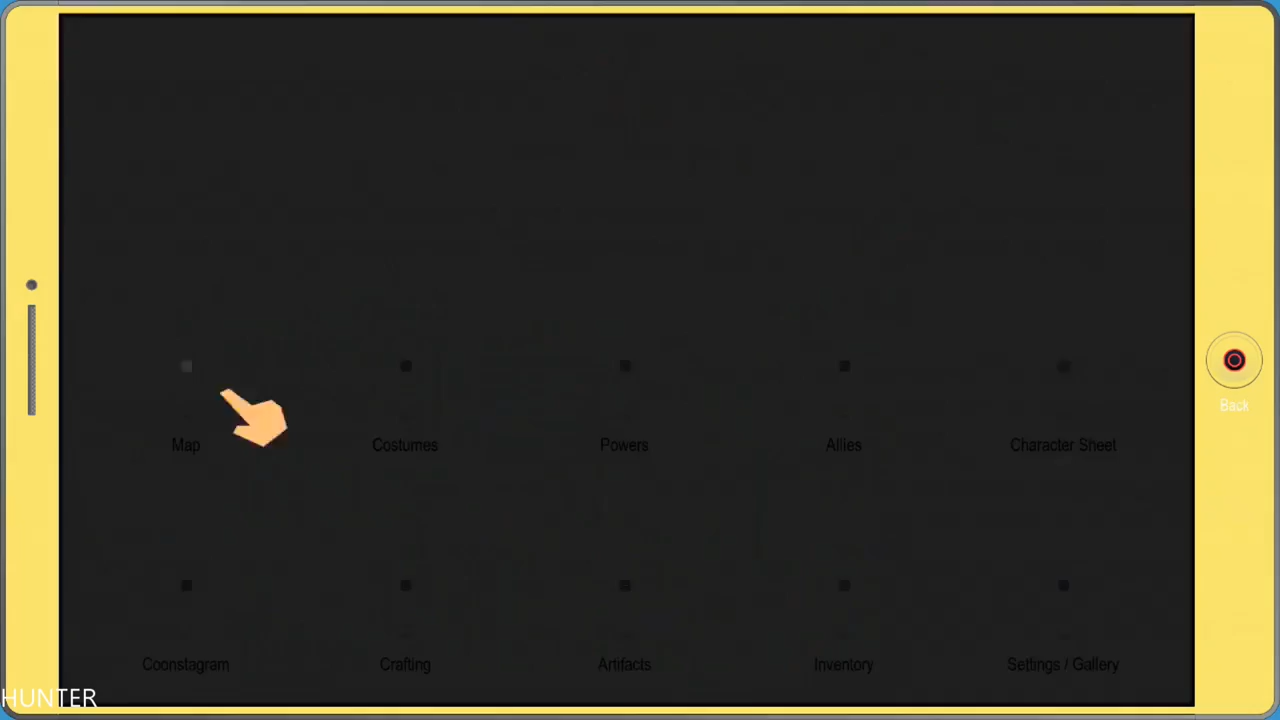 Back
Map Costumes Powers Allies Character Sheet
Coonstagram Crafting Artifacts Inventory Settings / Gallery
HUNTER